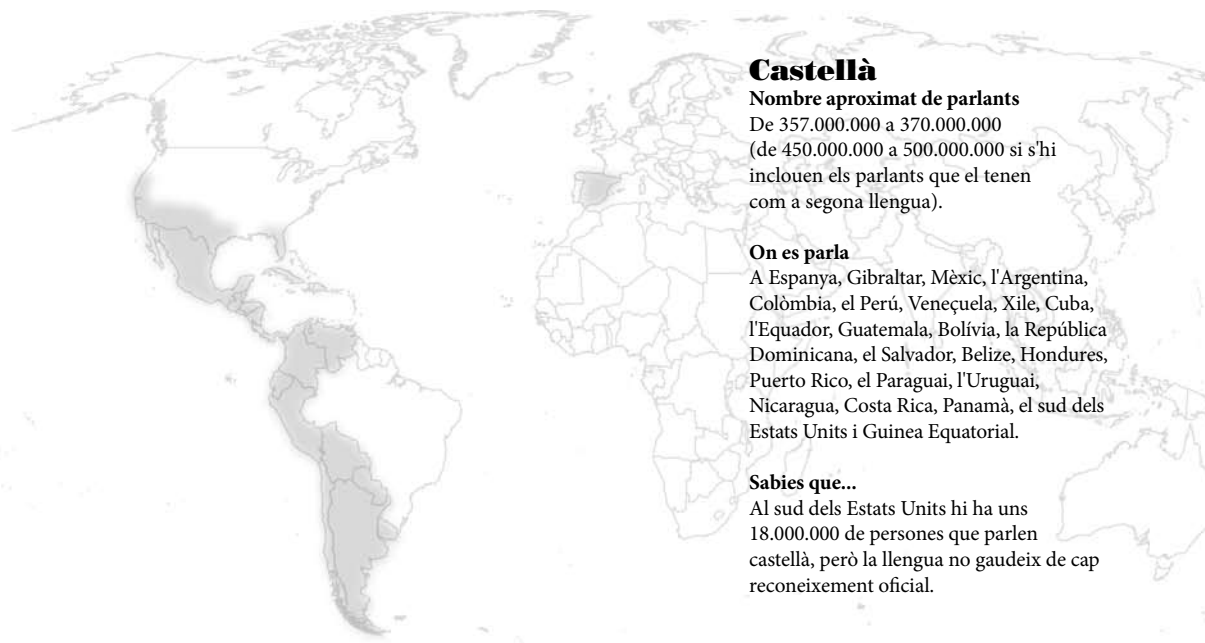 Castellà
Nombre aproximat de parlants
De 357.000.000 a 370.000.000
(de 450.000.000 a 500.000.000 si s'hi
inclouen els parlants que el tenen
com a segona llengua).
On es parla
A Espanya, Gibraltar, Mèxic, l'Argentina,
Colòmbia, el Perú, Veneçuela, Xile, Cuba,
l'Equador, Guatemala, Bolívia, la República
Dominicana, el Salvador, Belize, Hondures,
Puerto Rico, el Paraguai, l'Uruguai,
Nicaragua, Costa Rica, Panamà, el sud dels
Estats Units i Guinea Equatorial.
Sabies que...
Al sud dels Estats Units hi ha uns
18.000.000 de persones que parlen
castellà, però la llengua no gaudeix de cap
reconeixement oficial.